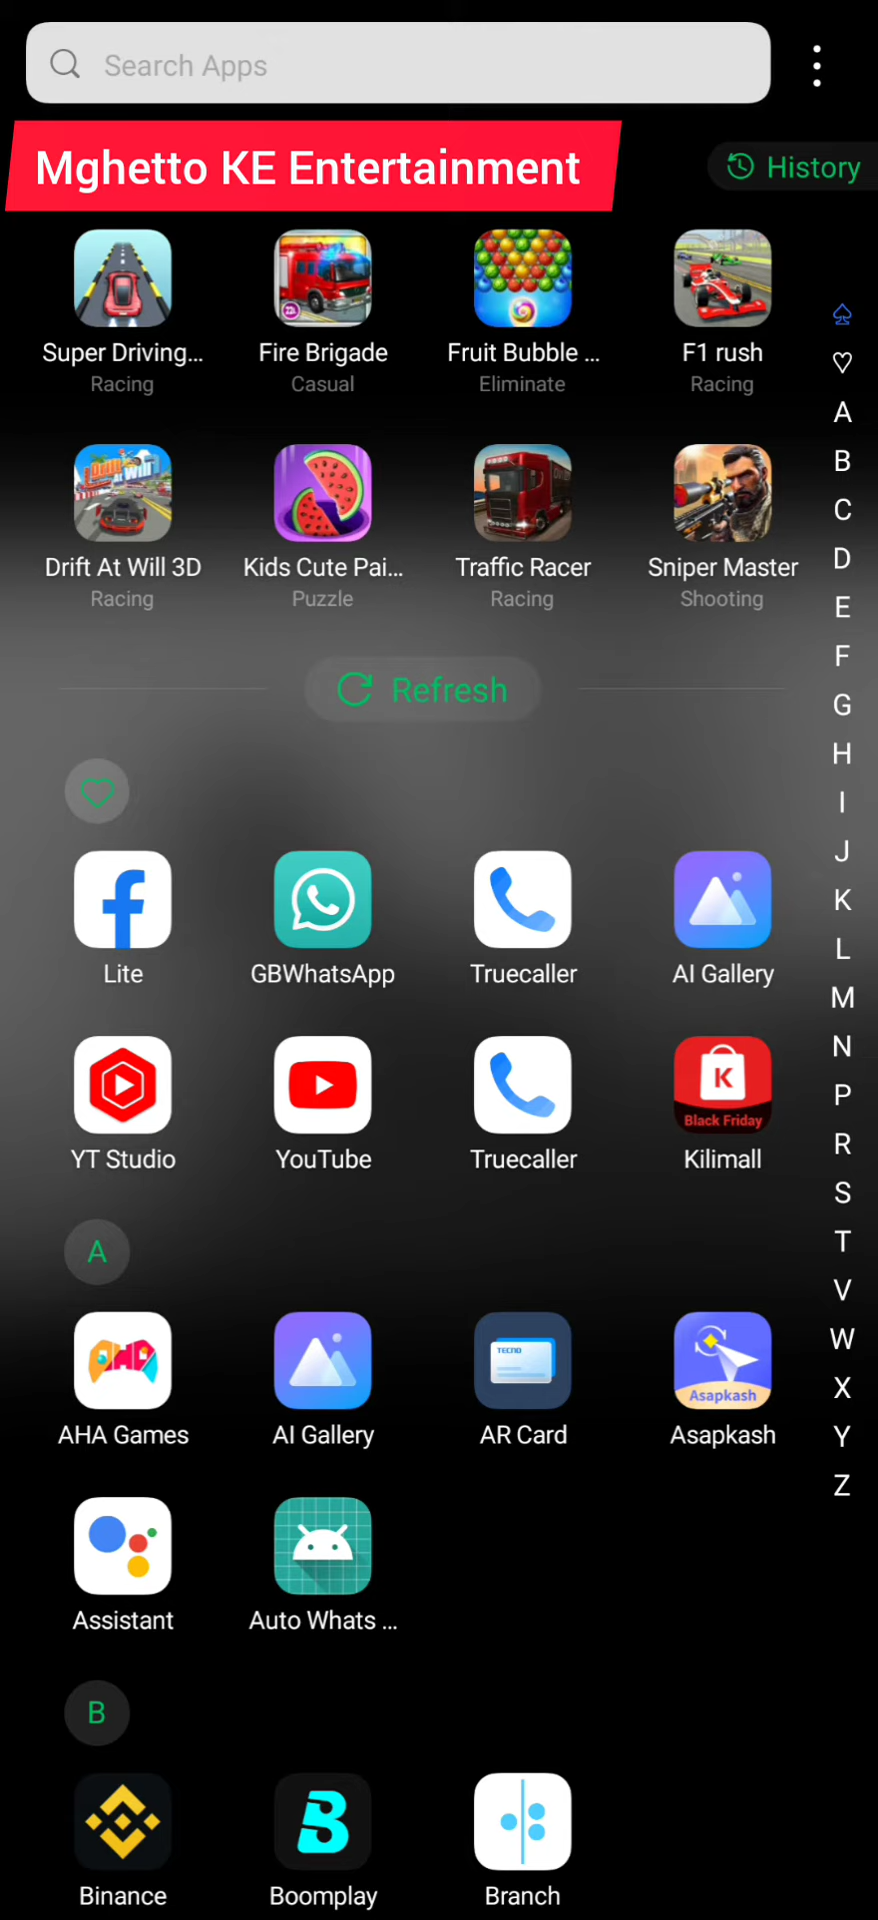 Search Apps
Mghetto KE Entertainment
History
Super Driving... Fire Brigade Fruit Bubble ... F1 rush
Racing Casual Eliminate Racing
Drift At Will 3D Kids Cute Pai... Traffic Racer Sniper Master
Racing Puzzle Racing Shooting
Refresh
Lite GBWhatsApp Truecaller AI Gallery
K
Black Friday
YT Studio YouTube Truecaller Kilimall
A
AHA
TECNO
Asapkash
AHA Games AI Gallery AR Card Asapkash
Assistant Auto Whats ...
B
B
Binance Boomplay Branch
A
B
C
D
E
F
G
H
I
J
K
L
M
N
P
R
S
T
V
W
X
Y
Z